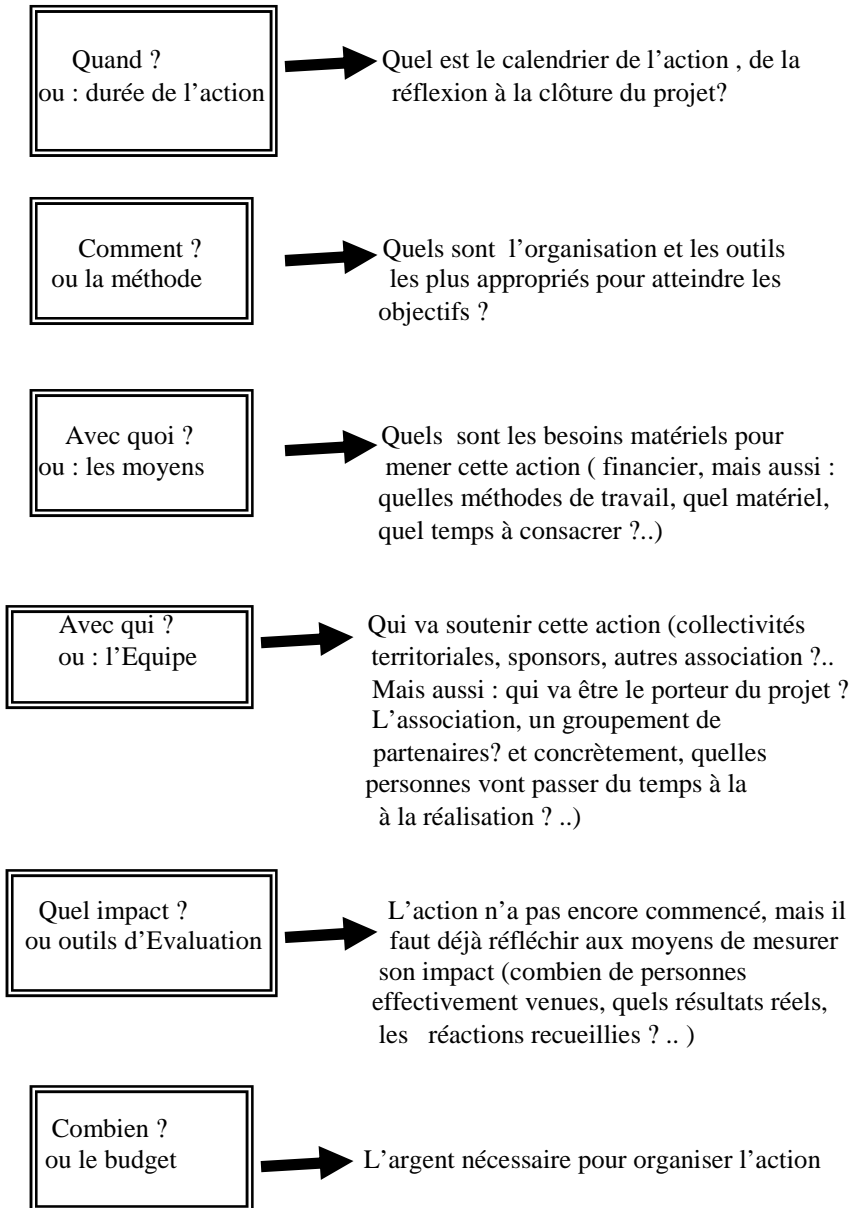 Quand ?
ou : durée de l’action
Quel est le calendrier de l’action , de la
réflexion à la clôture du projet?
Comment ?
ou la méthode
Quels sont l’organisation et les outils
les plus appropriés pour atteindre les
objectifs ?
Avec quoi ?
ou : les moyens
Quels sont les besoins matériels pour
mener cette action ( financier, mais aussi :
quelles méthodes de travail, quel matériel,
quel temps à consacrer ?..)
Avec qui ?
ou : l’Equipe
Qui va soutenir cette action (collectivités
territoriales, sponsors, autres association ?..
Mais aussi : qui va être le porteur du projet ?
L’association, un groupement de
partenaires? et concrètement, quelles
personnes vont passer du temps à la
à la réalisation ? ..)
Quel impact ?
ou outils d’Evaluation
L’action n’a pas encore commencé, mais il
faut déjà réfléchir aux moyens de mesurer
son impact (combien de personnes
effectivement venues, quels résultats réels,
les réactions recueillies ? .. )
Combien ?
ou le budget
L’argent nécessaire pour organiser l’action